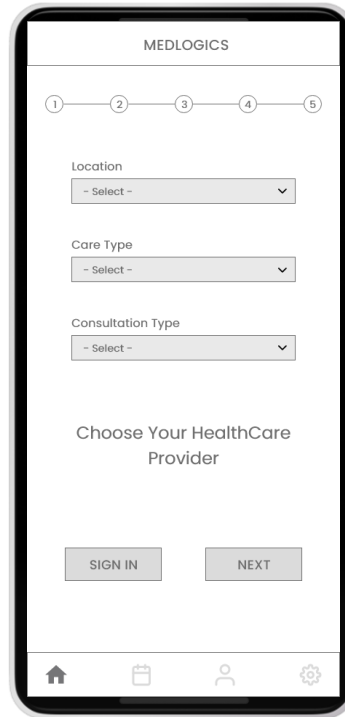 MEDLOGICS
1 2 3 4 5
Location
- Select -
Care Type
- Select -
Consultation Type
- Select -
Choose Your HealthCare
Provider
SIGN IN NEXT